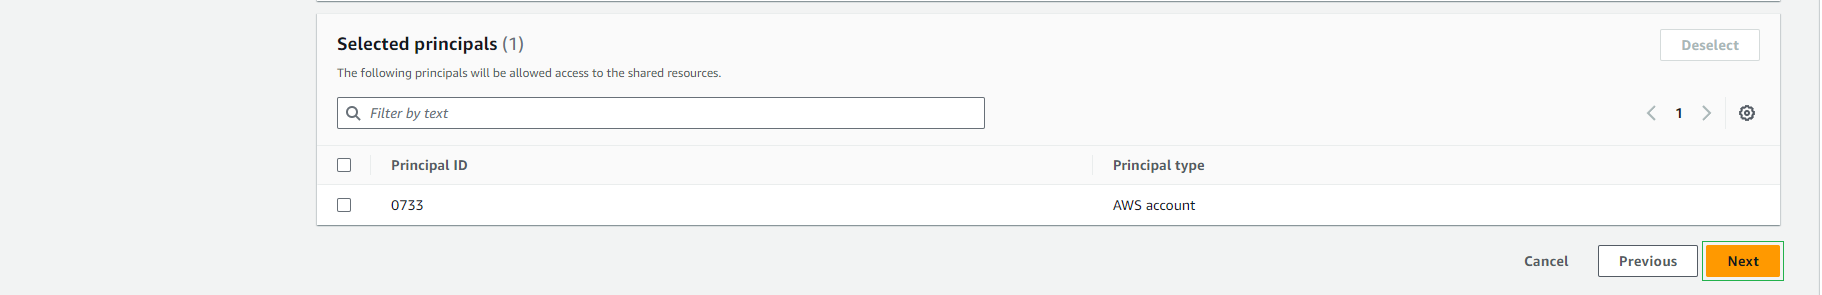 Selected principals (1)
Deselect
The following principals will be allowed access to the shared resources.
Filter by text
1
Principal ID Principal type
0733 AWS account
Cancel Previous Next